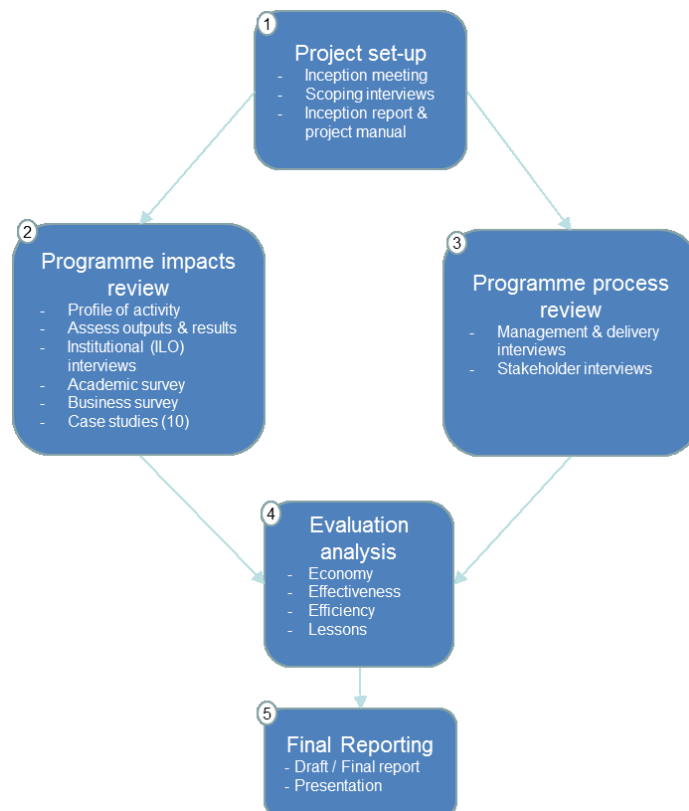 1
Project set-up
- Inception meeting
- Scoping interviews
- Inception report &
project manual
2
Programme impacts
review
- Profile of activity
- Assess outputs & results
- Institutional (ILO)
interviews
- Academic survey
- Business survey
- Case studies (10)
3
Programme process
review
- Management & delivery
interviews
- Stakeholder interviews
4
Evaluation
analysis
- Economy
- Effectiveness
- Efficiency
- Lessons
5
Final Reporting
- Draft / Final report
- Presentation